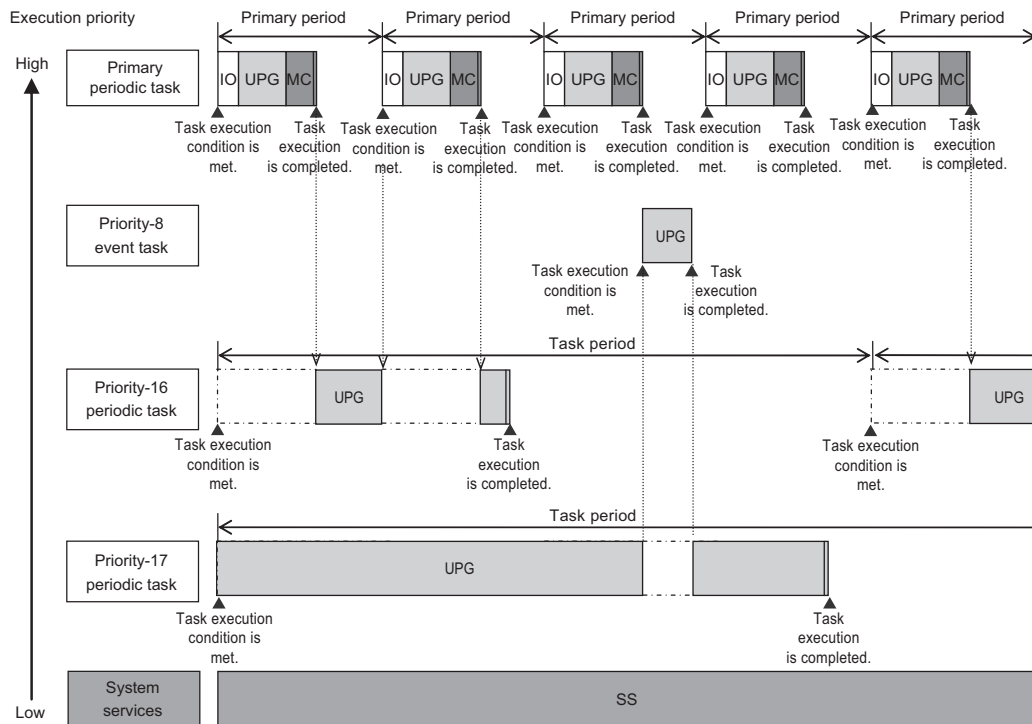 Execution priority
Primary period
Primary period
Primary period
Primary period
Primary period
High
Primary
periodic task
IO
UPG
MC
IO
UPG
MC
IO
UPG
MC
IO
UPG
MC
IO
UPG
MC
Task execution
condition is
met.
Task
execution
is completed.
Task execution
condition is
met.
Task
execution
is completed.
Task execution
condition is
met.
Task
execution
is completed.
Task execution
condition is
met.
Task
execution
is completed.
Task execution
condition is
met.
Task
execution
is completed.
Priority-8
event task
UPG
Task execution
condition is
met.
Task
execution
is completed.
Task period
Priority-16
periodic task
UPG
UPG
Task execution
condition is
met.
Task
execution
is completed.
Task execution
condition is
met.
Task period
Priority-17
periodic task
UPG
Task execution
condition is
met.
Task
execution
is completed.
System
services
SS
Low